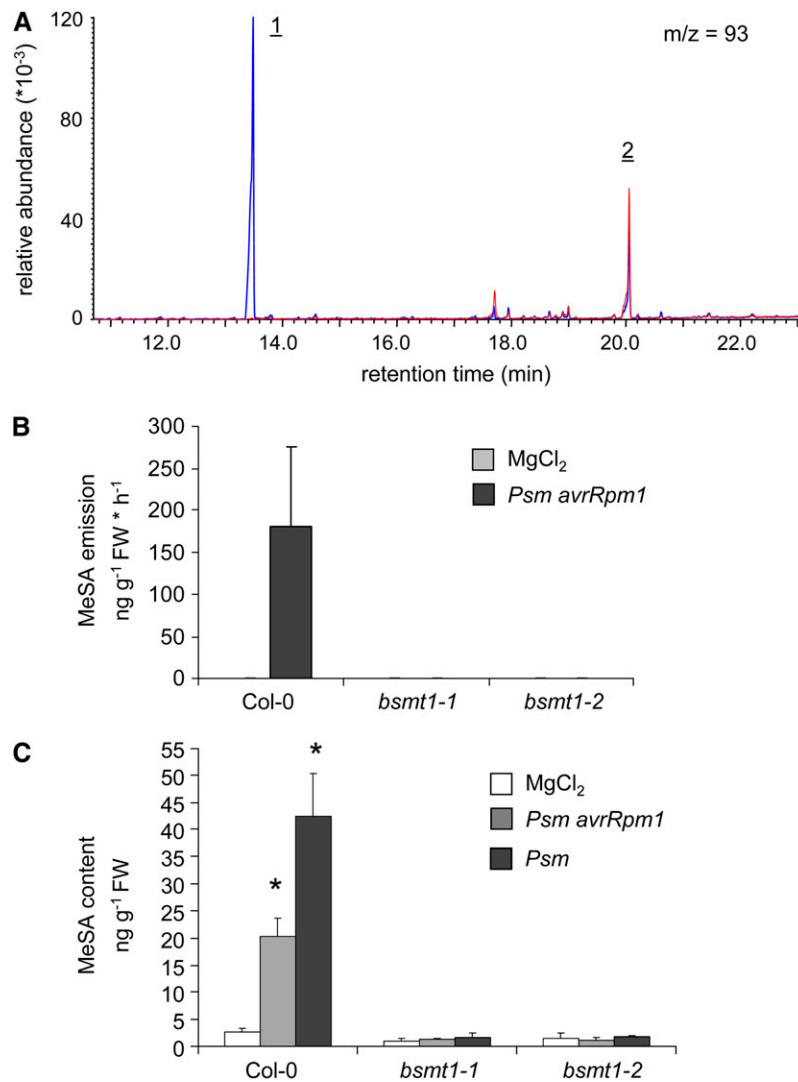 A
120
80
40
0
relative abundance (*10⁻³)
1
2
m/z = 93
12.0 14.0 16.0 18.0 20.0 22.0
retention time (min)
B
300
250
200
150
100
50
0
MeSA emission
ng g⁻¹ FW * h⁻¹
MgCl₂
Psm avrRpm1
Col-0 bsmt1-1 bsmt1-2
C
55
50
45
40
35
30
25
20
15
10
5
0
MeSA content
ng g⁻¹ FW
*
*
MgCl₂
Psm avrRpm1
Psm
Col-0 bsmt1-1 bsmt1-2